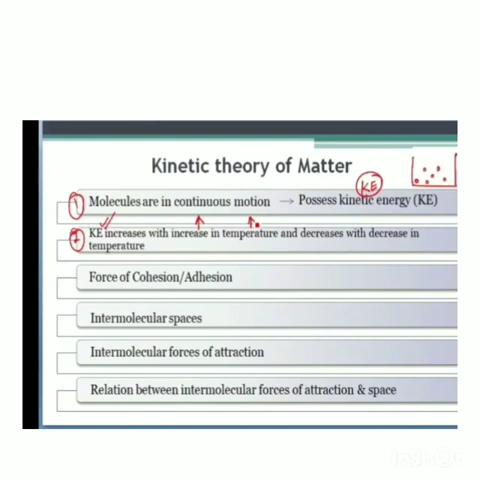 Kinetic theory of Matter
KE
1 Molecules are in continuous motion → Possess kinetic energy (KE)
2 KE increases with increase in temperature and decreases with decrease in
temperature
Force of Cohesion/Adhesion
Intermolecular spaces
Intermolecular forces of attraction
Relation between intermolecular forces of attraction & space